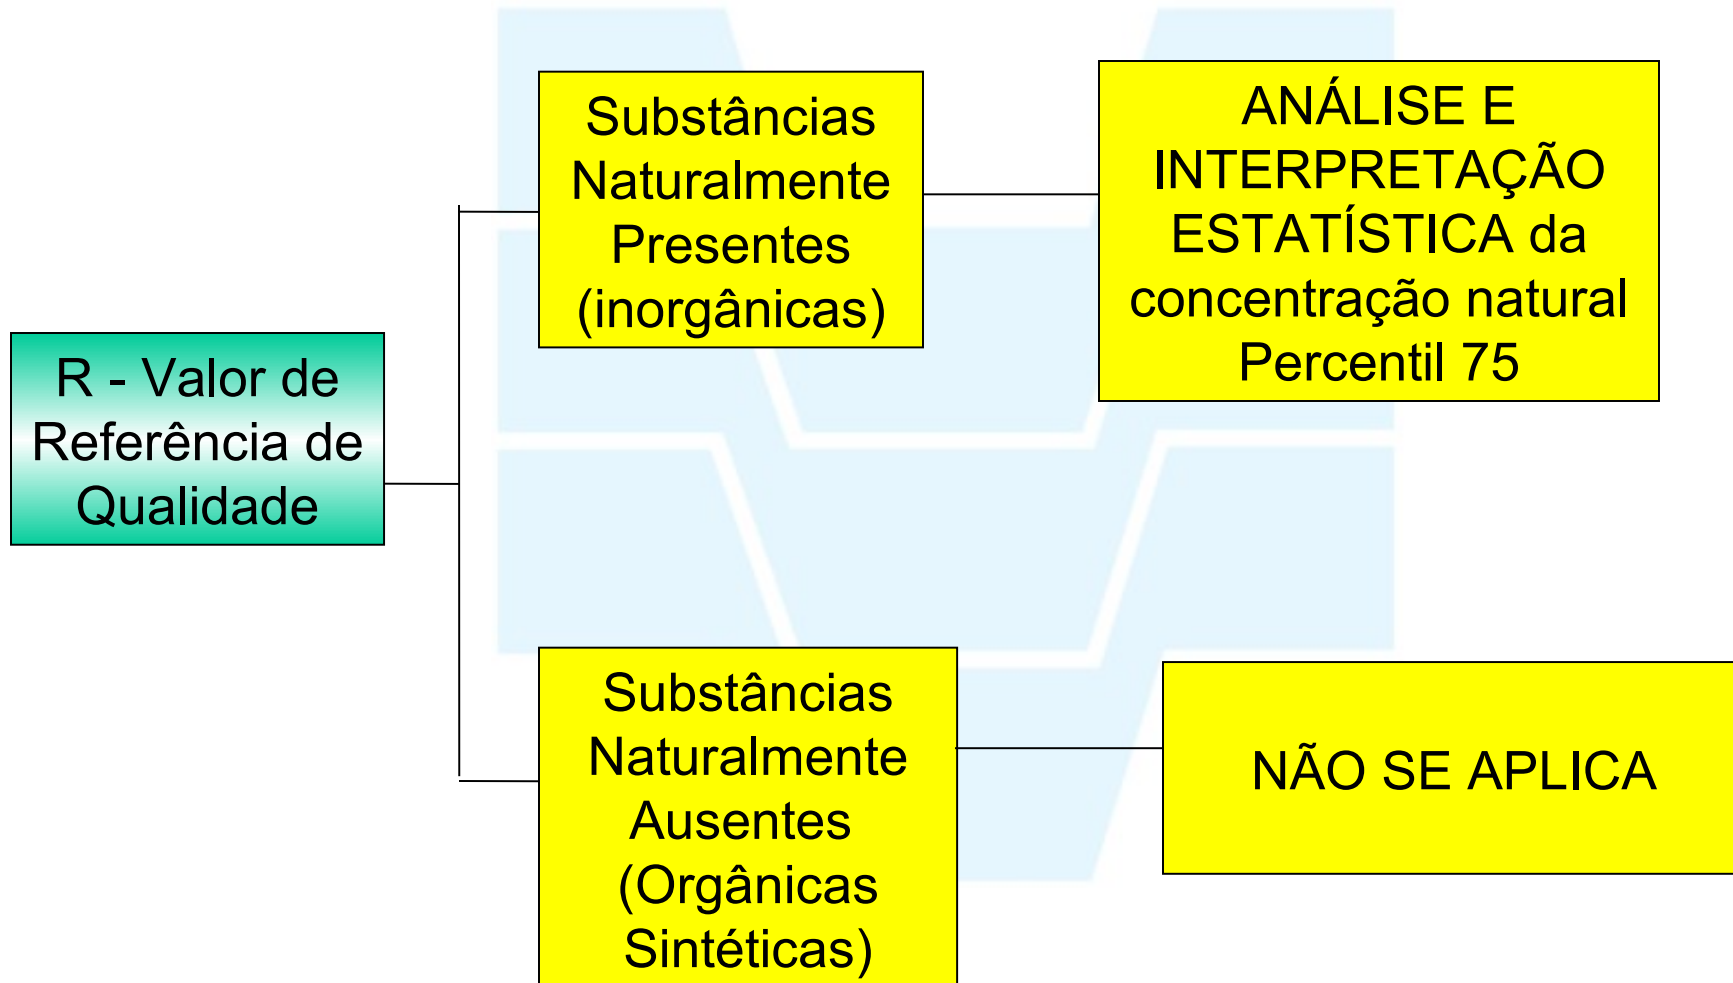 R - Valor de
Referência de
Qualidade
Substâncias
Naturalmente
Presentes
(inorgânicas)
ANÁLISE E
INTERPRETAÇÃO
ESTATÍSTICA da
concentração natural
Percentil 75
Substâncias
Naturalmente
Ausentes
(Orgânicas
Sintéticas)
NÃO SE APLICA